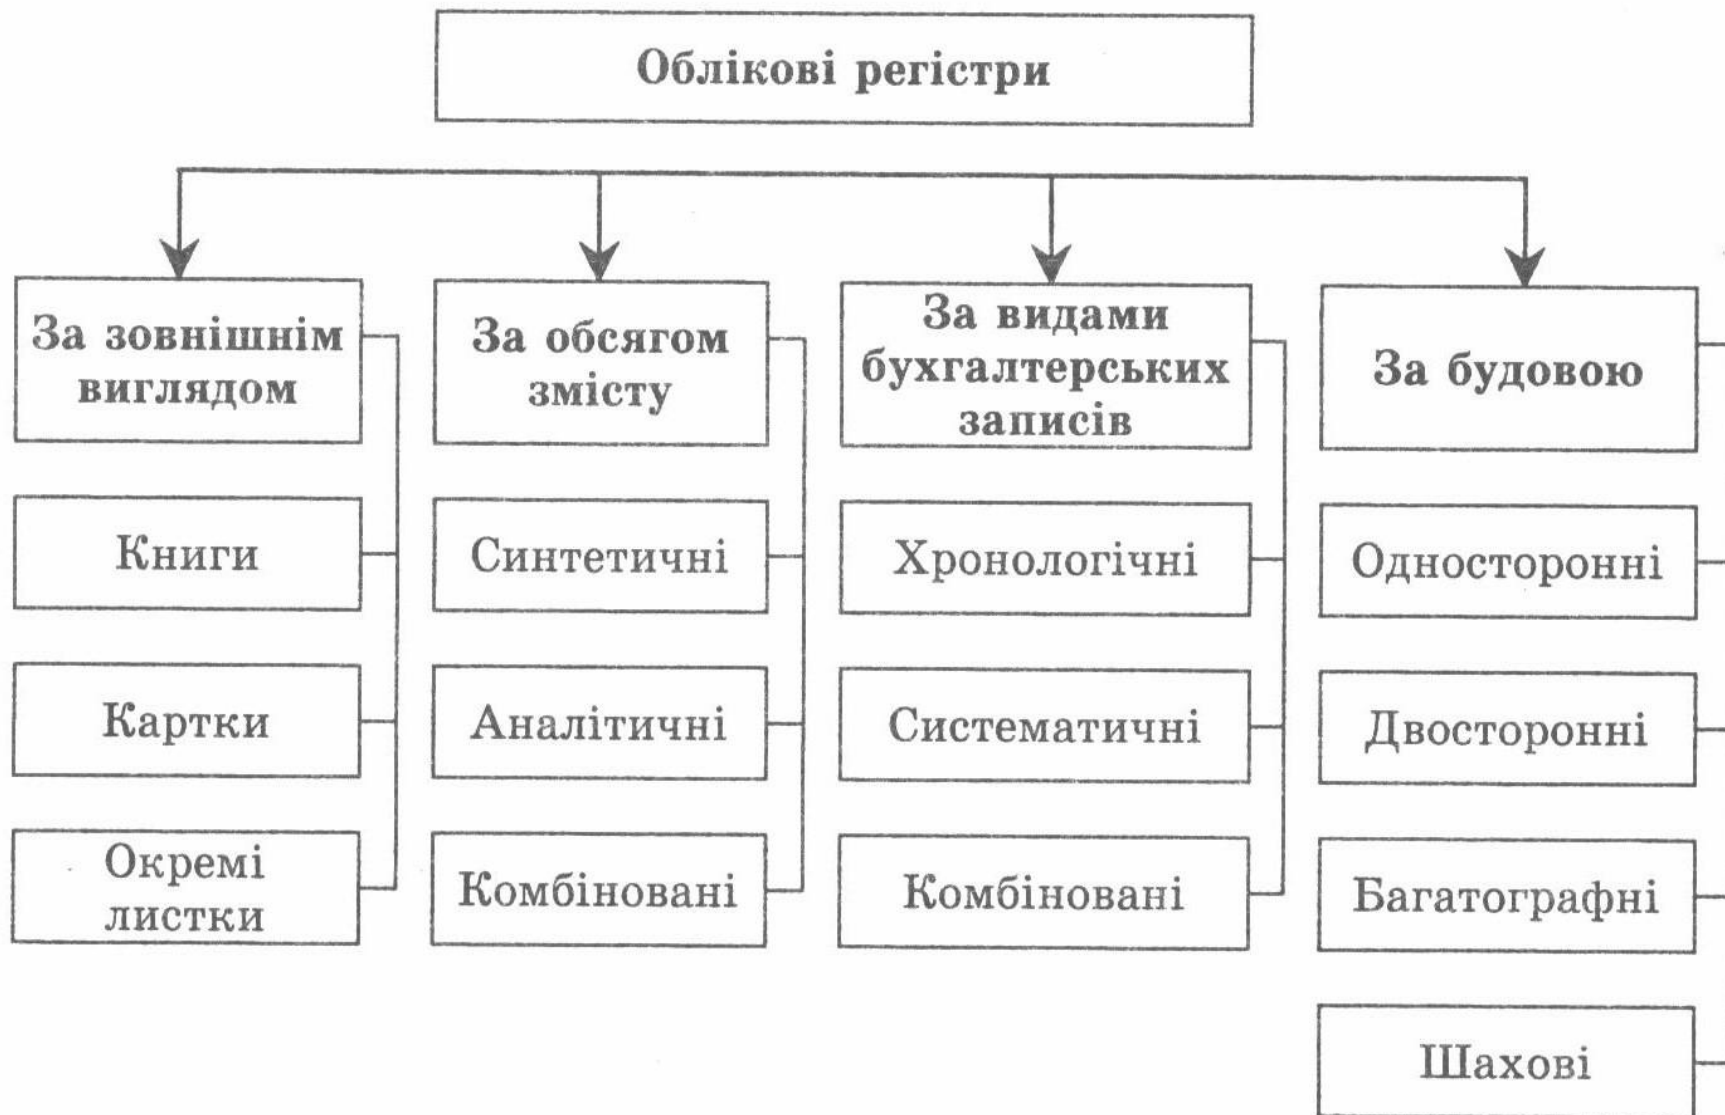 Облікові регістри
За зовнішнім
виглядом
Книги
Картки
Окремі
листки
За обсягом
змісту
Синтетичні
Аналітичні
Комбіновані
За видами
бухгалтерських
записів
Хронологічні
Систематичні
Комбіновані
За будовою
Односторонні
Двосторонні
Багатографні
Шахові